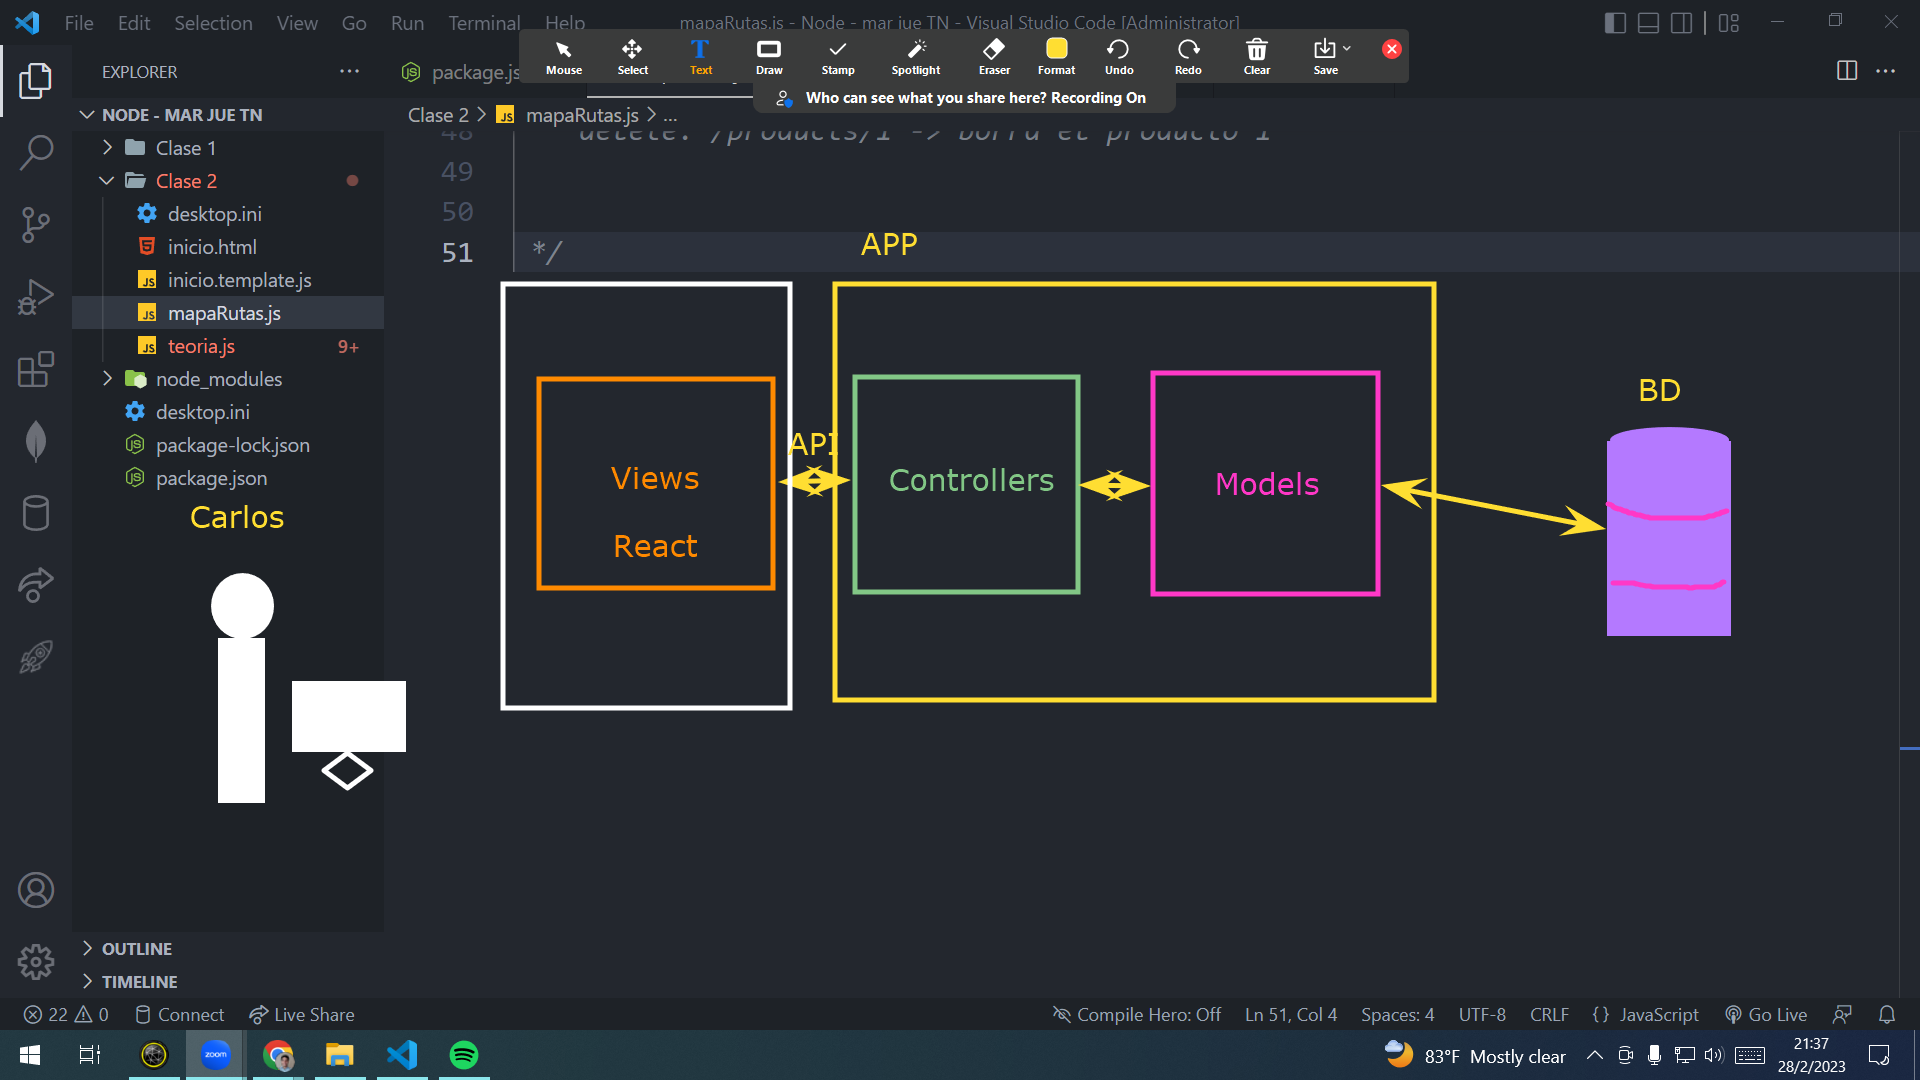 File Edit Selection View Go Run Terminal Help
mapaRutas.js - Node - mar jue TN - Visual Studio Code [Administrator]
Mouse Select Text Draw Stamp Spotlight Eraser Format Undo Redo Clear Save
Who can see what you share here? Recording On
EXPLORER
package.js
NODE - MAR JUE TN
Clase 2 > JS mapaRutas.js > ...
Clase 1
Clase 2
desktop.ini
inicio.html
JS inicio.template.js
JS mapaRutas.js
JS teoria.js 9+
node_modules
desktop.ini
package-lock.json
package.json
48 delete: /products/1 -> borra el producto 1
49
50
51 */
APP
API
Views
React
Controllers
Models
BD
Carlos
OUTLINE
TIMELINE
22 0 Connect Live Share
Compile Hero: Off Ln 51, Col 4 Spaces: 4 UTF-8 CRLF {} JavaScript Go Live
zoom
83°F Mostly clear
21:37
28/2/2023